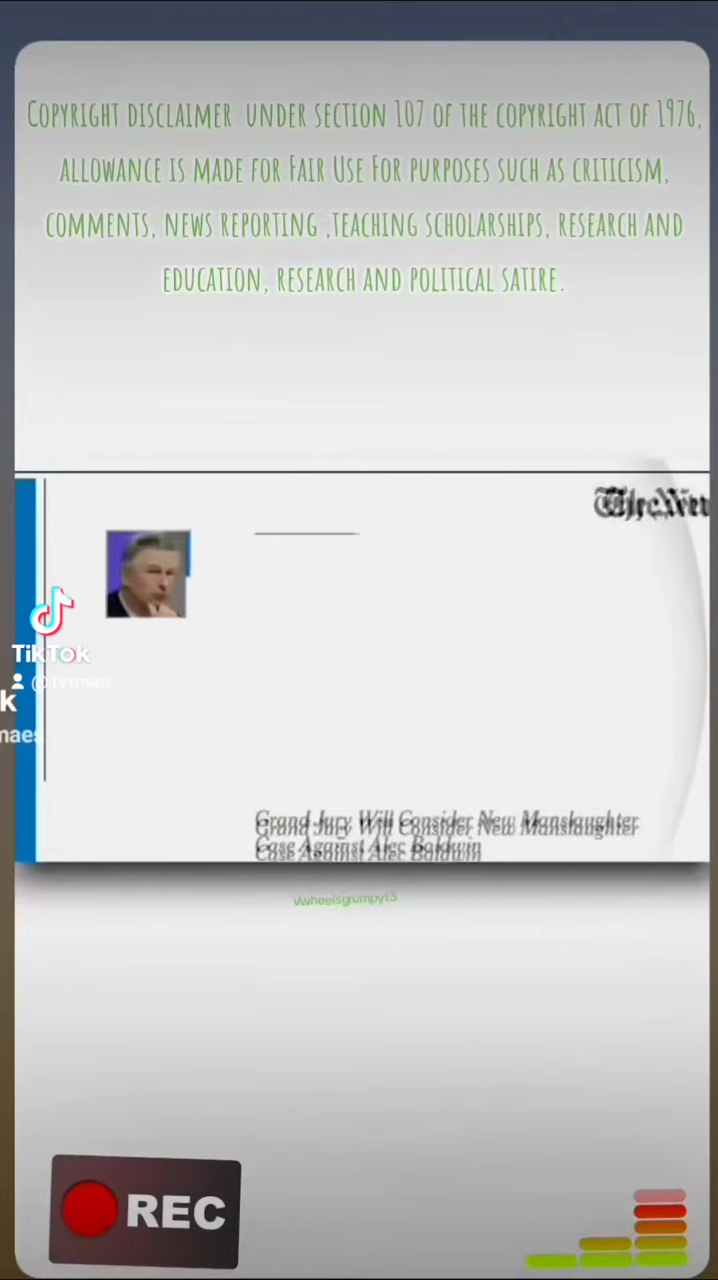 Copyright disclaimer under section 107 of the copyright act of 1976,
allowance is made for Fair Use For purposes such as criticism,
comments, news reporting ,teaching scholarships, research and
education, research and political satire.
TikTok
k
maes
Grand Jury Will Consider New Manslaughter
Case Against Alec Baldwin
Wheelsgrumpy13
REC